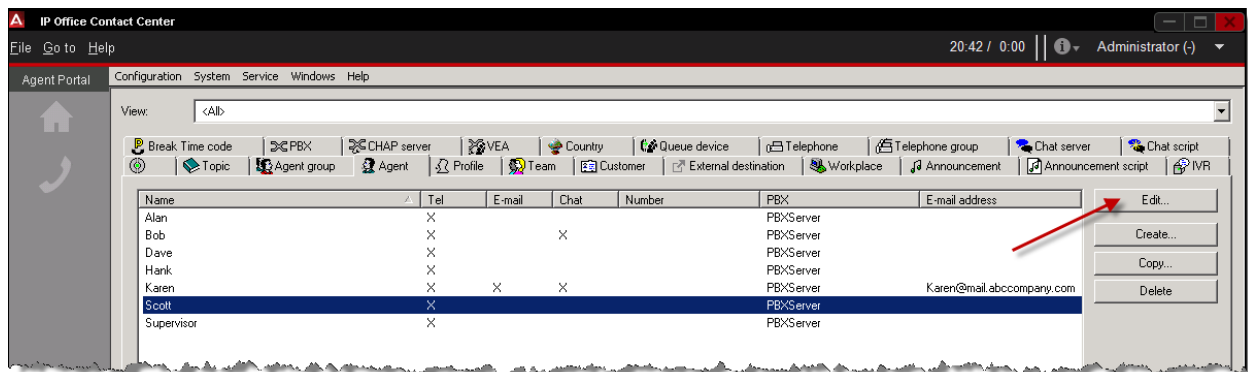 IP Office Contact Center
File Go to Help 20:42 / 0:00 Administrator (-)
Agent Portal Configuration System Service Windows Help
View: <All>
Break Time code PBX CHAP server VEA Country Queue device Telephone Telephone group Chat server Chat script
Topic Agent group Agent Profile Team Customer External destination Workplace Announcement Announcement script IVR
Name Tel E-mail Chat Number PBX E-mail address Edit...
Alan X PBXServer
Bob X X PBXServer Create...
Dave X PBXServer
Hank X PBXServer Copy...
Karen X X X PBXServer Karen@mail.abccompany.com Delete
Scott X PBXServer
Supervisor X PBXServer